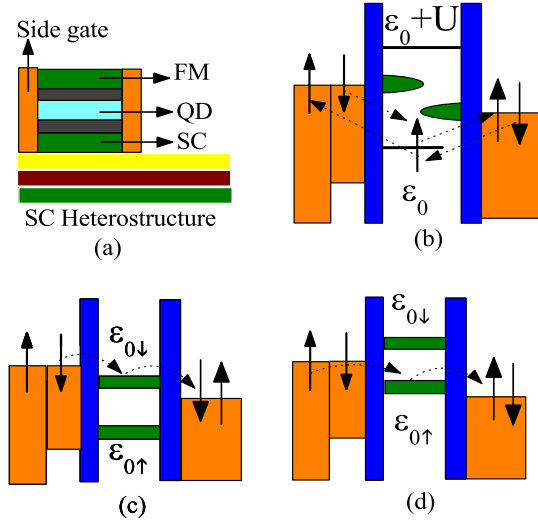 Side gate
FM
QD
SC
SC Heterostructure
(a)
ε₀+U
ε₀
(b)
ε₀↓
ε₀↑
(c)
ε₀↓
ε₀↑
(d)